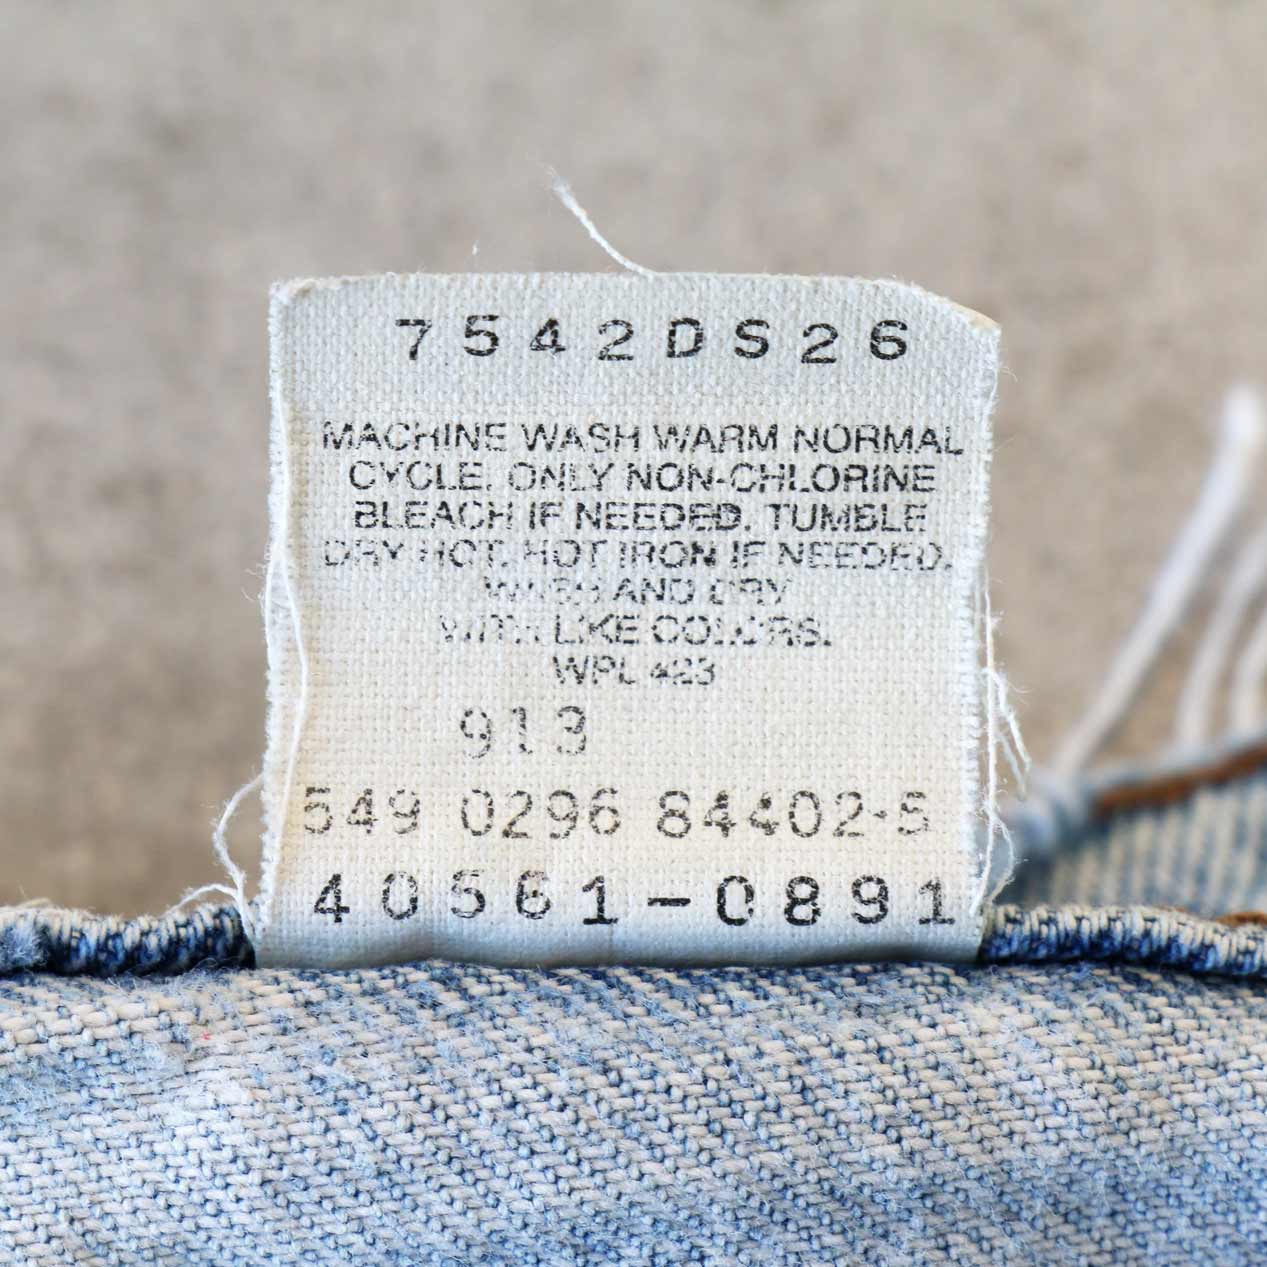 7542DS26
MACHINE WASH WARM NORMAL
CYCLE. ONLY NON-CHLORINE
BLEACH IF NEEDED. TUMBLE
DRY HOT. HOT IRON IF NEEDED.
WASH AND DRY
WITH LIKE COLORS.
WPL 423
913
549 0296 84402-5
40561-0891